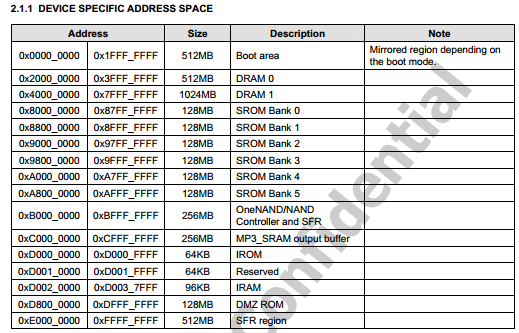 2.1.1 DEVICE SPECIFIC ADDRESS SPACE
Address Size Description Note
0x0000_0000 0x1FFF_FFFF 512MB Boot area Mirrored region depending on
the boot mode.
0x2000_0000 0x3FFF_FFFF 512MB DRAM 0
0x4000_0000 0x7FFF_FFFF 1024MB DRAM 1
0x8000_0000 0x87FF_FFFF 128MB SROM Bank 0
0x8800_0000 0x8FFF_FFFF 128MB SROM Bank 1
0x9000_0000 0x97FF_FFFF 128MB SROM Bank 2
0x9800_0000 0x9FFF_FFFF 128MB SROM Bank 3
0xA000_0000 0xA7FF_FFFF 128MB SROM Bank 4
0xA800_0000 0xAFFF_FFFF 128MB SROM Bank 5
0xB000_0000 0xBFFF_FFFF 256MB OneNAND/NAND
Controller and SFR
0xC000_0000 0xCFFF_FFFF 256MB MP3_SRAM output buffer
0xD000_0000 0xD000_FFFF 64KB IROM
0xD001_0000 0xD001_FFFF 64KB Reserved
0xD002_0000 0xD003_7FFF 96KB IRAM
0xD800_0000 0xDFFF_FFFF 128MB DMZ ROM
0xE000_0000 0xFFFF_FFFF 512MB SFR region
confidential